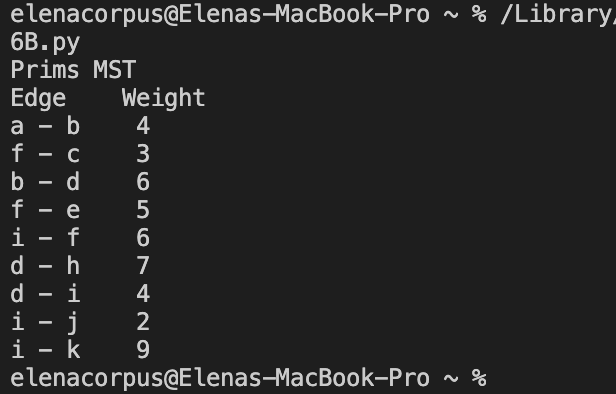 elenacorpus@Elenas-MacBook-Pro ~ % /Library/
6B.py
Prims MST
Edge    Weight
a - b    4
f - c    3
b - d    6
f - e    5
i - f    6
d - h    7
d - i    4
i - j    2
i - k    9
elenacorpus@Elenas-MacBook-Pro ~ %